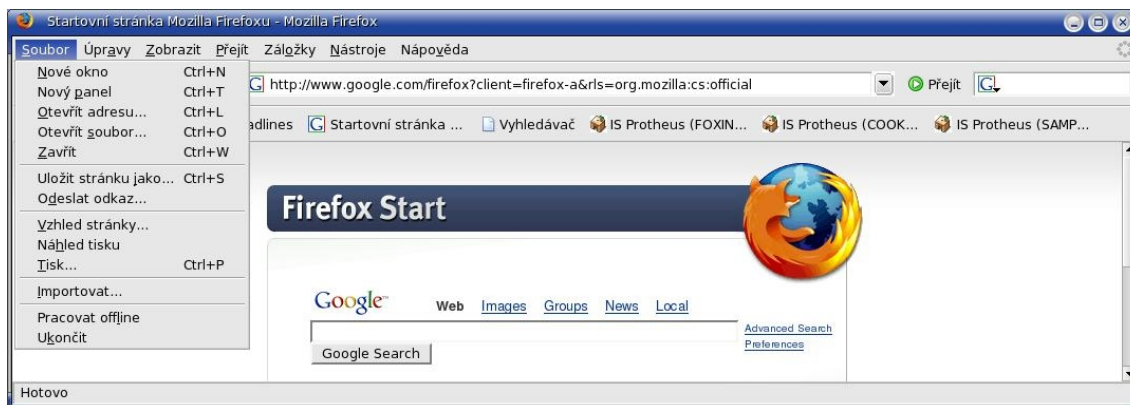 Startovní stránka Mozilla Firefoxu - Mozilla Firefox
Soubor Úpravy Zobrazit Přejít Záložky Nástroje Nápověda
Nové okno Ctrl+N
Nový panel Ctrl+T
Otevřít adresu... Ctrl+L
Otevřít soubor... Ctrl+O
Zavřít Ctrl+W
Uložit stránku jako... Ctrl+S
Odeslat odkaz...
Vzhled stránky...
Náhled tisku
Tisk... Ctrl+P
Importovat...
Pracovat offline
Ukončit
G http://www.google.com/firefox?client=firefox-a&rls=org.mozilla:cs:official Přejít G
adlines G Startovní stránka ... Vyhledávač IS Protheus (FOXIN... IS Protheus (COOK... IS Protheus (SAMP...
Firefox Start
Google™ Web Images Groups News Local
Advanced Search
Preferences
Google Search
Hotovo